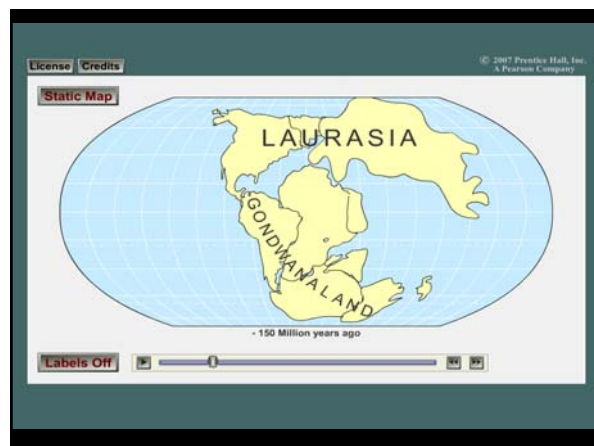 License Credits
© 2007 Prentice Hall, Inc.
A Pearson Company
Static Map
LAURASIA
GONDWANALAND
- 150 Million years ago
Labels Off